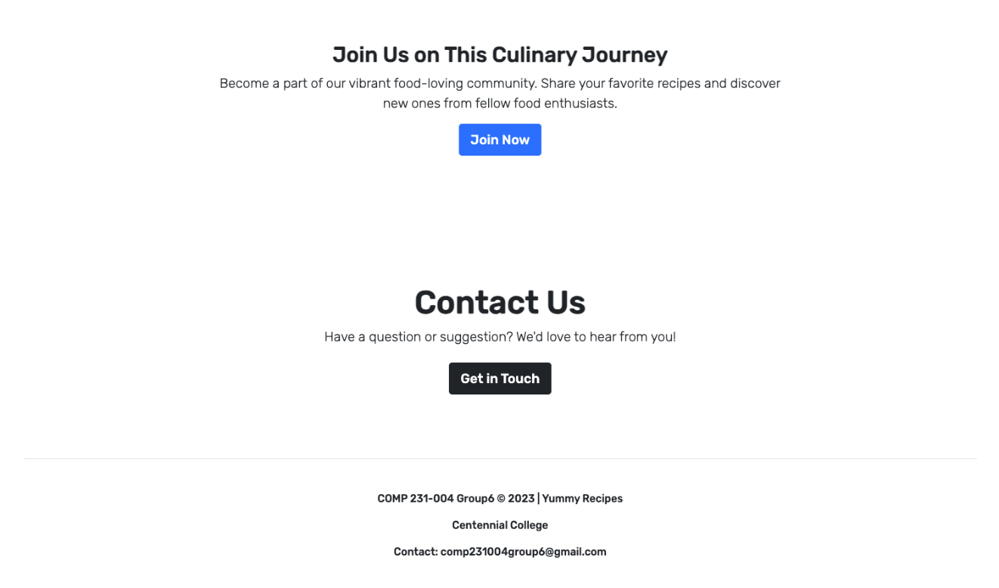 Join Us on This Culinary Journey
Become a part of our vibrant food-loving community. Share your favorite recipes and discover
new ones from fellow food enthusiasts.
Join Now
Contact Us
Have a question or suggestion? We'd love to hear from you!
Get in Touch
COMP 231-004 Group6 © 2023 | Yummy Recipes
Centennial College
Contact: comp231004group6@gmail.com